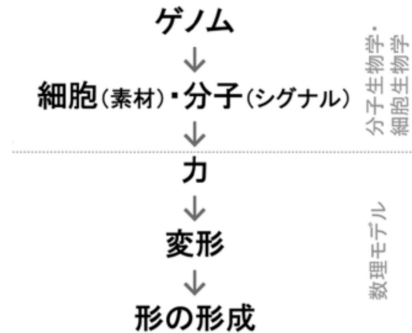 ゲノム
↓
細胞(素材)・分子(シグナル)
↓
力
↓
変形
↓
形の形成
分子生物学・
細胞生物学
数理モデル